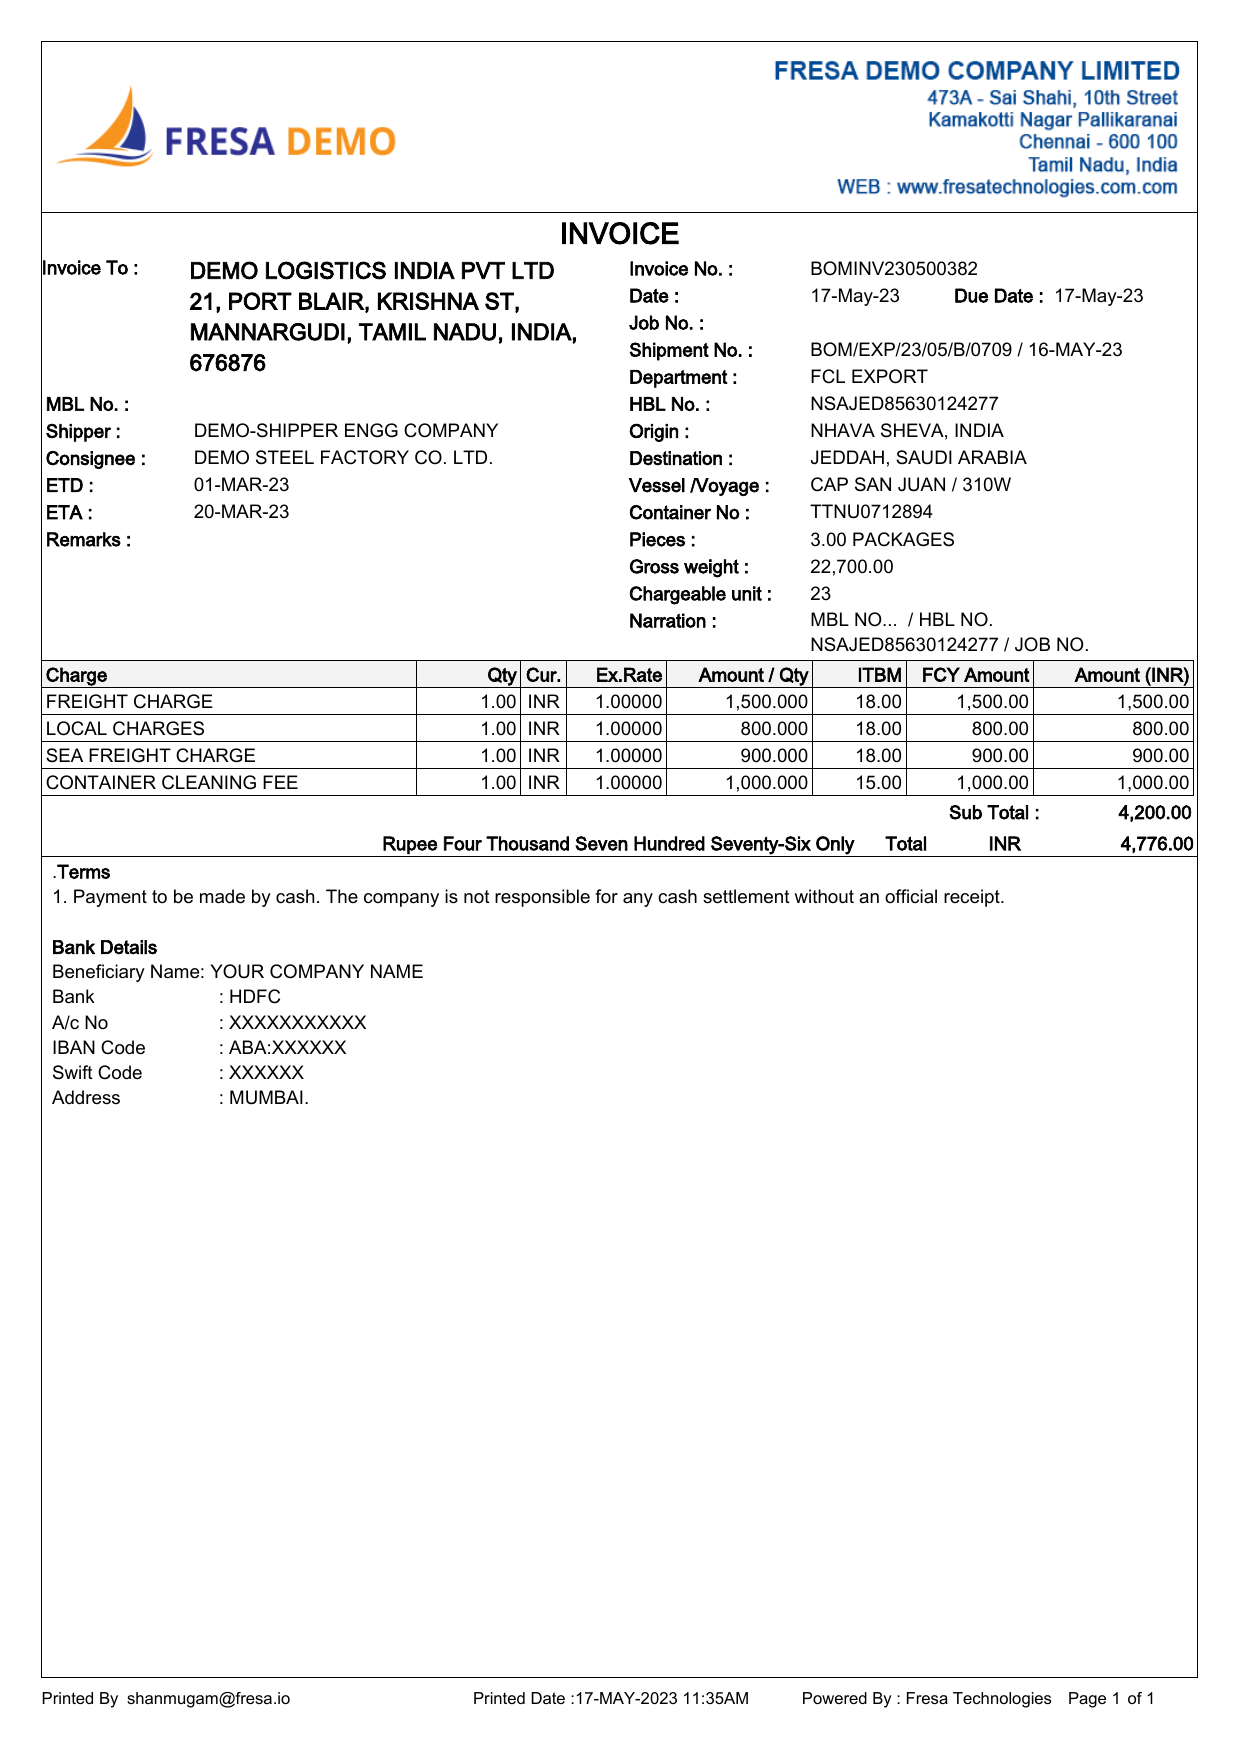 FRESA DEMO
FRESA DEMO COMPANY LIMITED
473A - Sai Shahi, 10th Street
Kamakotti Nagar Pallikaranai
Chennai - 600 100
Tamil Nadu, India
WEB : www.fresatechnologies.com.com
INVOICE
Invoice To : DEMO LOGISTICS INDIA PVT LTD
21, PORT BLAIR, KRISHNA ST,
MANNARGUDI, TAMIL NADU, INDIA,
676876
MBL No. :
Shipper : DEMO-SHIPPER ENGG COMPANY
Consignee : DEMO STEEL FACTORY CO. LTD.
ETD : 01-MAR-23
ETA : 20-MAR-23
Remarks :
Invoice No. : BOMINV230500382
Date : 17-May-23 Due Date : 17-May-23
Job No. :
Shipment No. : BOM/EXP/23/05/B/0709 / 16-MAY-23
Department : FCL EXPORT
HBL No. : NSAJED85630124277
Origin : NHAVA SHEVA, INDIA
Destination : JEDDAH, SAUDI ARABIA
Vessel /Voyage : CAP SAN JUAN / 310W
Container No : TTNU0712894
Pieces : 3.00 PACKAGES
Gross weight : 22,700.00
Chargeable unit : 23
Narration : MBL NO... / HBL NO.
NSAJED85630124277 / JOB NO.
Charge Qty Cur. Ex.Rate Amount / Qty ITBM FCY Amount Amount (INR)
FREIGHT CHARGE 1.00 INR 1.00000 1,500.000 18.00 1,500.00 1,500.00
LOCAL CHARGES 1.00 INR 1.00000 800.000 18.00 800.00 800.00
SEA FREIGHT CHARGE 1.00 INR 1.00000 900.000 18.00 900.00 900.00
CONTAINER CLEANING FEE 1.00 INR 1.00000 1,000.000 15.00 1,000.00 1,000.00
Sub Total : 4,200.00
Rupee Four Thousand Seven Hundred Seventy-Six Only Total INR 4,776.00
.Terms
1. Payment to be made by cash. The company is not responsible for any cash settlement without an official receipt.
Bank Details
Beneficiary Name: YOUR COMPANY NAME
Bank : HDFC
A/c No : XXXXXXXXXXX
IBAN Code : ABA:XXXXXX
Swift Code : XXXXXX
Address : MUMBAI.
Printed By shanmugam@fresa.io Printed Date :17-MAY-2023 11:35AM Powered By : Fresa Technologies Page 1 of 1